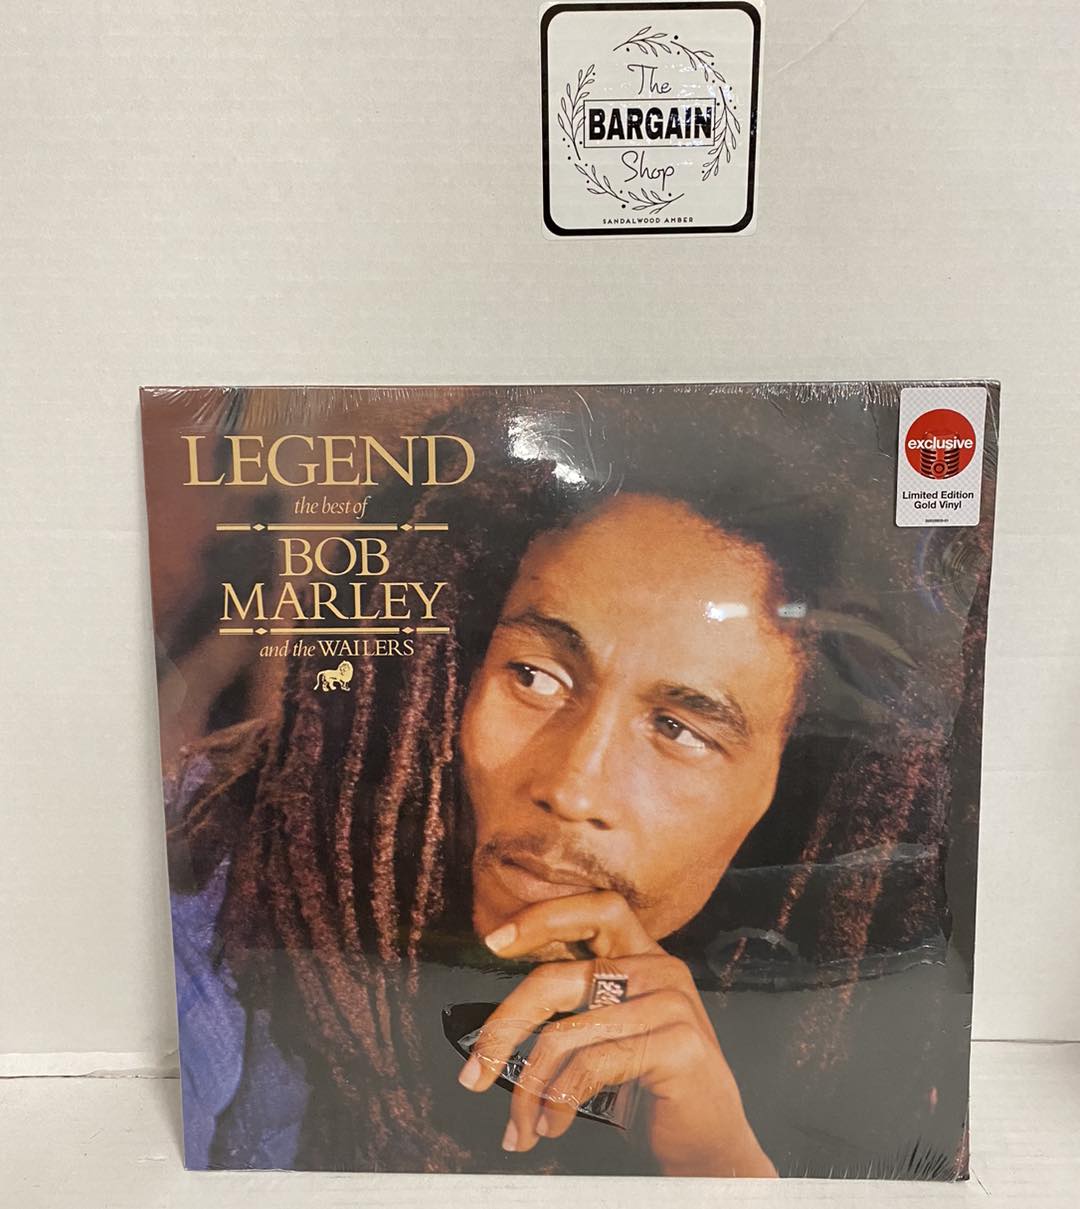 The
BARGAIN
Shop
SANDALWOOD AMBER
LEGEND
the best of
BOB
MARLEY
and the WAILERS
exclusive
Limited Edition
Gold Vinyl